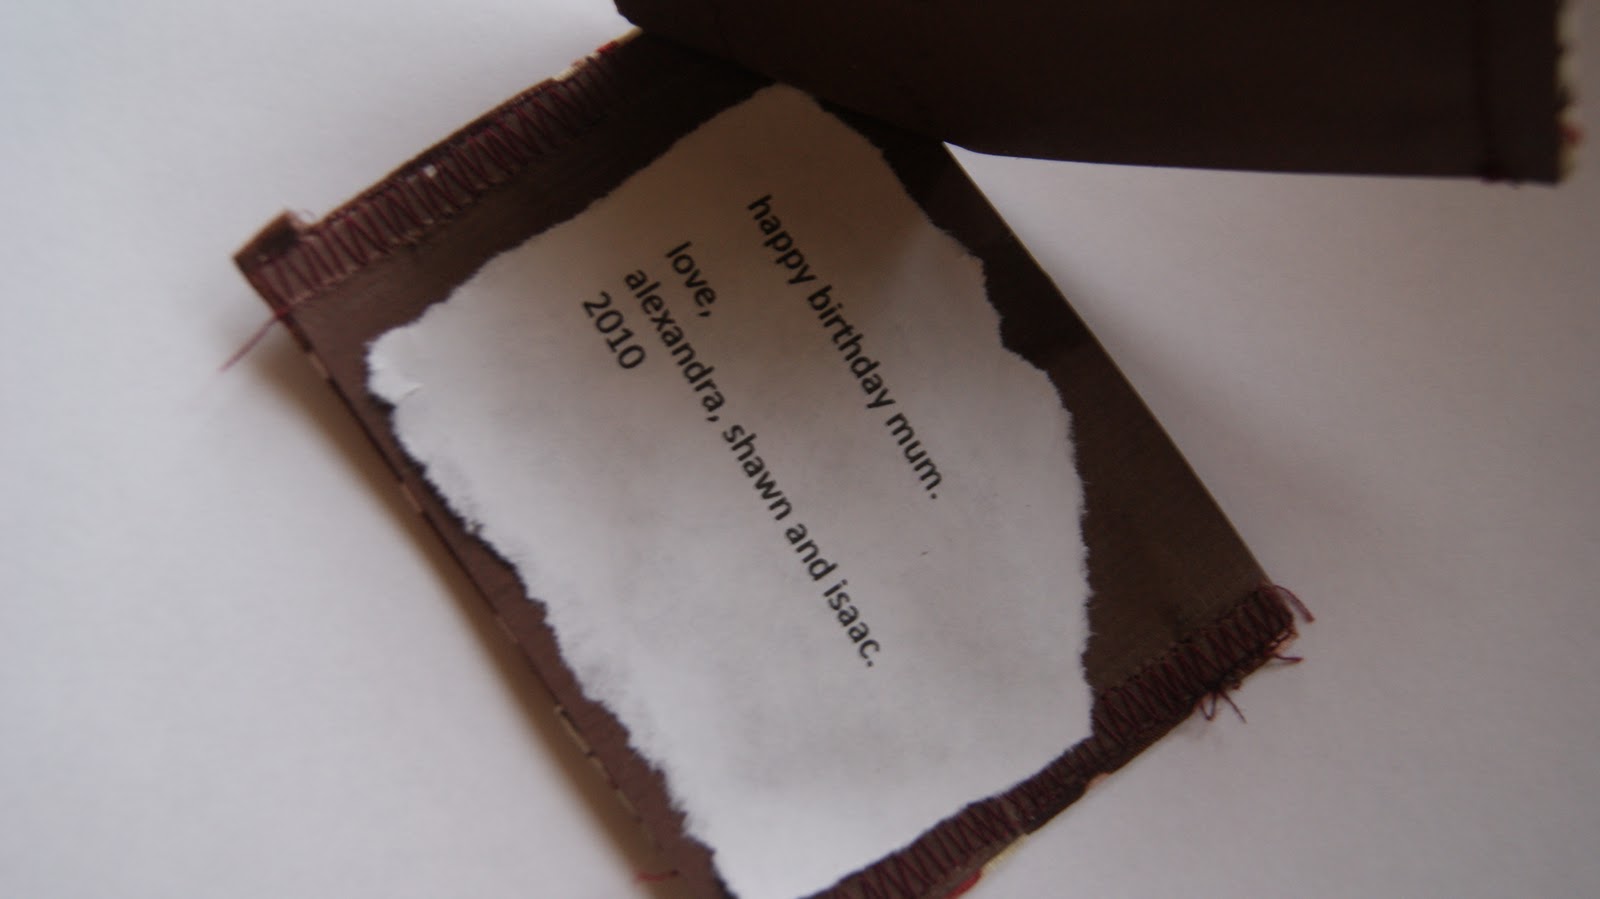 happy birthday mum.
love,
alexandra, shawn and isaac.
2010